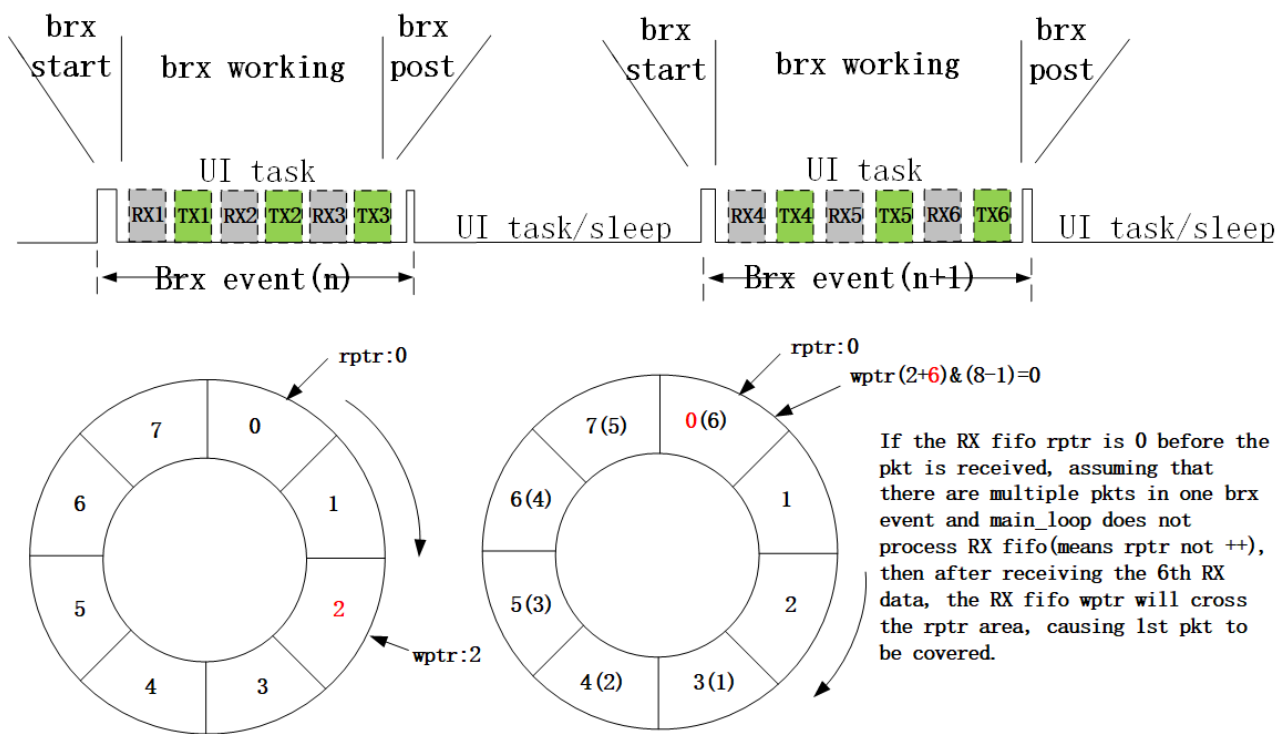 brx
start
brx working
brx
post
brx
start
brx working
brx
post
UI task
RX1 TX1 RX2 TX2 RX3 TX3
UI task/sleep
UI task
RX4 TX4 RX5 TX5 RX6 TX6
UI task/sleep
Brx event(n)
Brx event(n+1)
rptr:0
7
0
6
1
5
2
4
3
wptr:2
rptr:0
wptr(2+6)&(8-1)=0
7(5)
0(6)
6(4)
1
5(3)
2
4(2)
3(1)
If the RX fifo rptr is 0 before the
pkt is received, assuming that
there are multiple pkts in one brx
event and main_loop does not
process RX fifo(means rptr not ++),
then after receiving the 6th RX
data, the RX fifo wptr will cross
the rptr area, causing 1st pkt to
be covered.